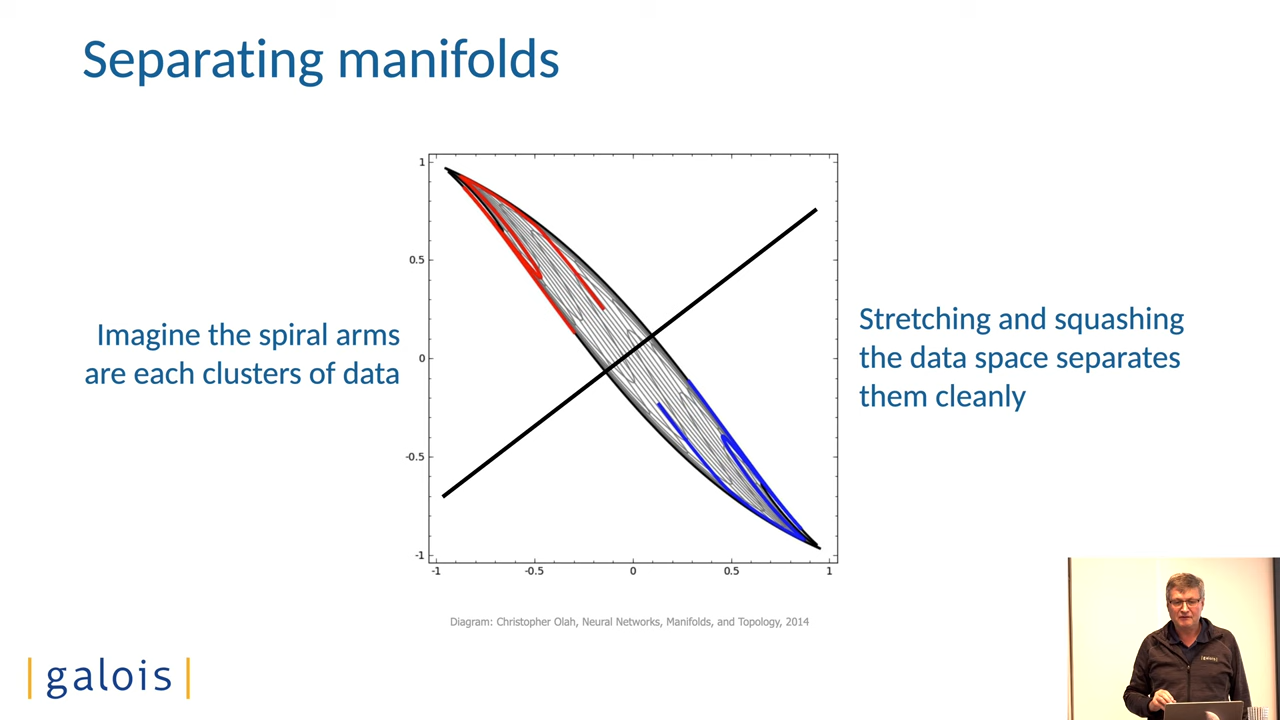 Separating manifolds
Imagine the spiral arms
are each clusters of data
1
0.5
0
-0.5
-1
-1
-0.5
0
0.5
1
Stretching and squashing
the data space separates
them cleanly
Diagram: Christopher Olah, Neural Networks, Manifolds, and Topology, 2014
|galois|
|galois|